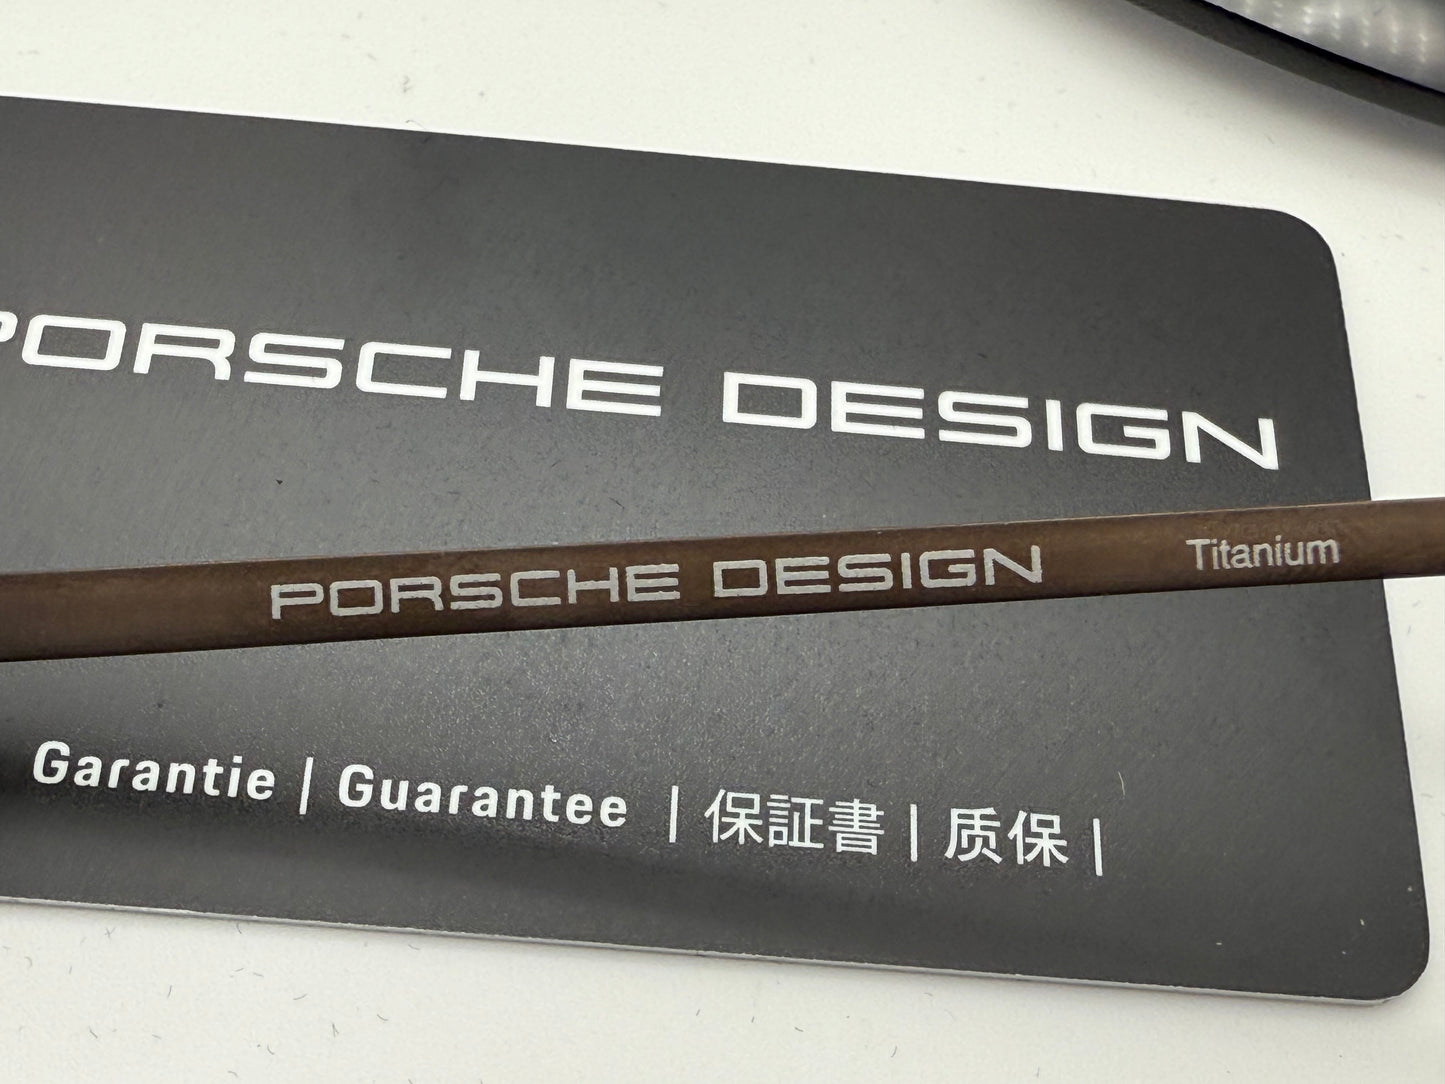 PORSCHE DESIGN
PORSCHE DESIGN Titanium
Garantie | Guarantee | 保証書 | 质保 |